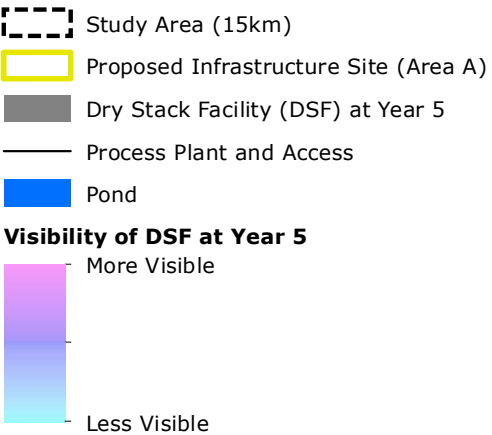 Study Area (15km)
Proposed Infrastructure Site (Area A)
Dry Stack Facility (DSF) at Year 5
Process Plant and Access
Pond
Visibility of DSF at Year 5
More Visible
Less Visible